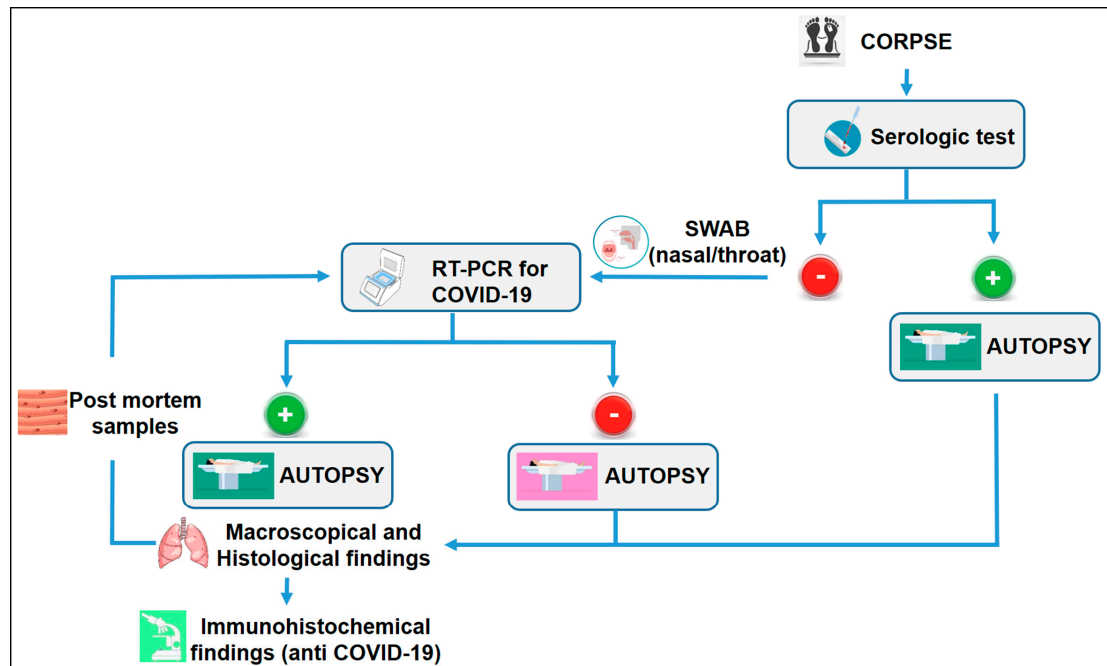 CORPSE
Serologic test
SWAB
(nasal/throat)
-
+
RT-PCR for
COVID-19
AUTOPSY
+
-
Post mortem
samples
AUTOPSY
AUTOPSY
Macroscopical and
Histological findings
Immunohistochemical
findings (anti COVID-19)